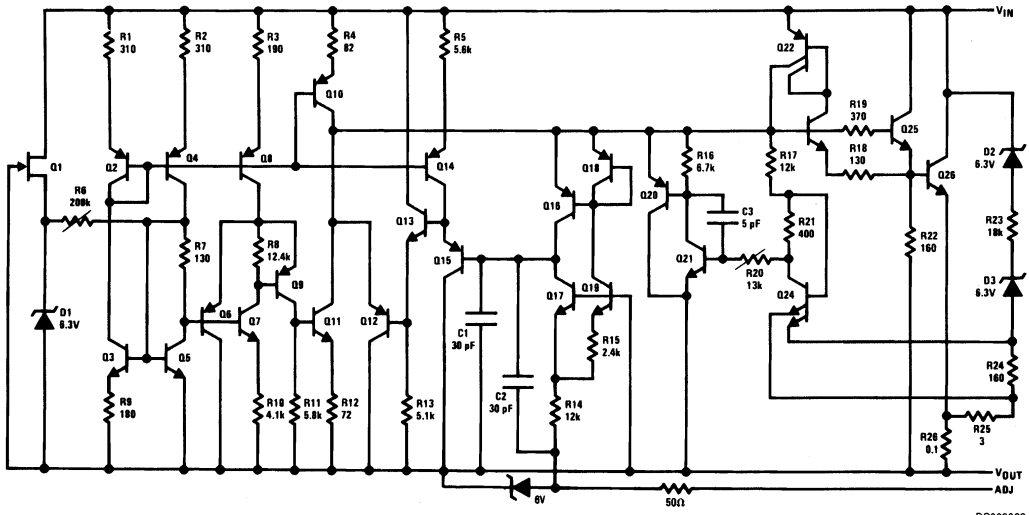 R1
310
R2
310
R3
190
R4
82
R5
5.6k
VIN
Q22
Q10
R19
370
Q25
R18
130
Q1
Q2
Q4
Q8
Q14
Q18
R16
6.7k
R17
12k
Q26
D2
6.3V
R6
200k
Q16
Q20
C3
5 pF
R21
400
R23
18k
R7
130
R8
12.4k
Q13
Q15
Q21
R20
13k
R22
160
D3
6.3V
D1
6.3V
Q9
Q17
Q19
Q24
Q3
Q5
Q6
Q7
Q11
Q12
C1
30 pF
R15
2.4k
R24
160
R9
180
R10
4.1k
R11
5.8k
R12
72
R13
5.1k
C2
30 pF
R14
12k
R26
0.1
R25
3
VOUT
6V
50Ω
ADJ